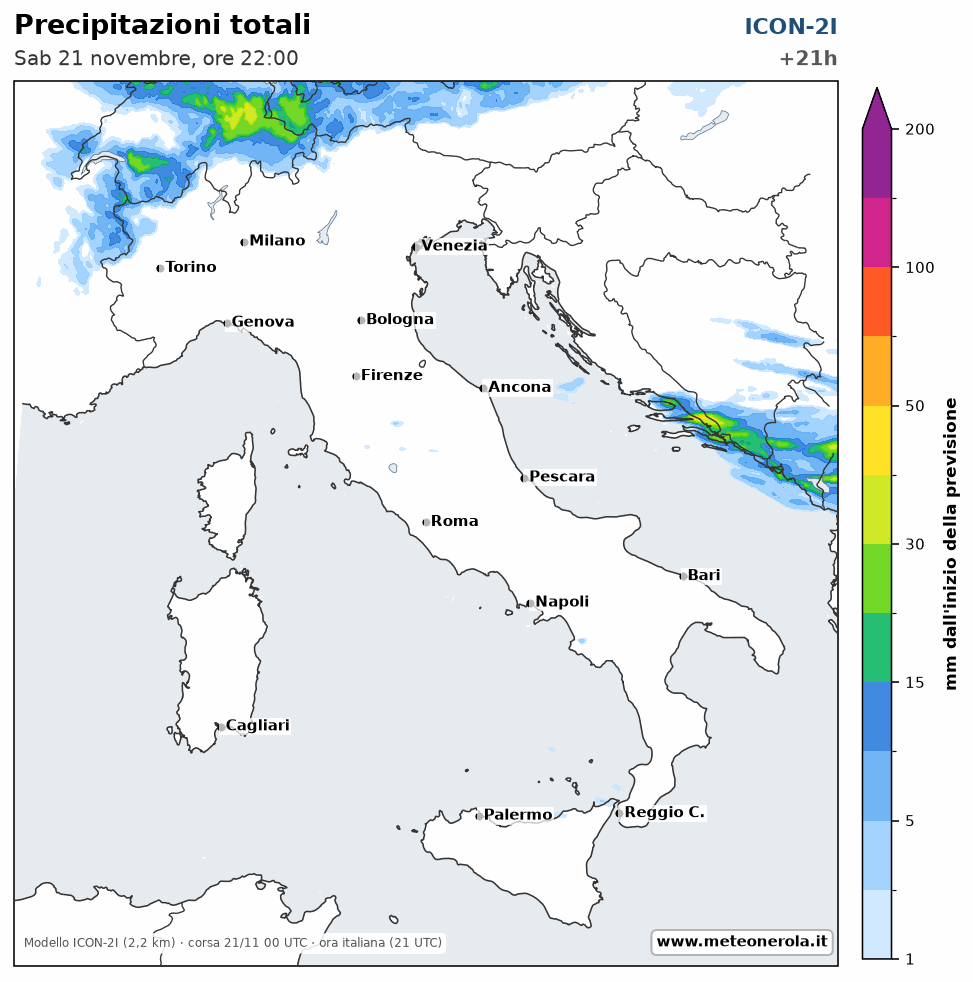 Precipitazioni totali
ICON-2I
Sab 21 novembre, ore 22:00
+21h
Milano
Venezia
Torino
Genova
Bologna
Firenze
Ancona
Pescara
Roma
Bari
Napoli
Cagliari
Palermo
Reggio C.
200
100
50
30
15
5
1
mm dall'inizio della previsione
Modello ICON-2I (2,2 km) · corsa 21/11 00 UTC · ora italiana (21 UTC)
www.meteonerola.it